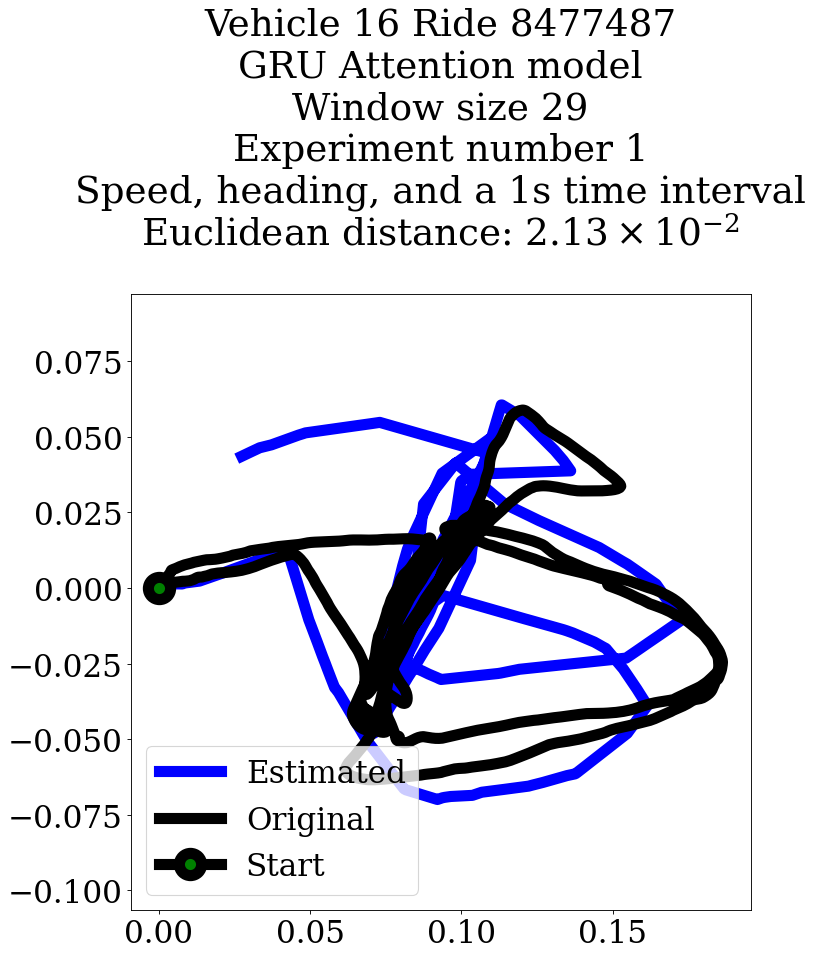 Vehicle 16 Ride 8477487
GRU Attention model
Window size 29
Experiment number 1
Speed, heading, and a 1s time interval
Euclidean distance: 2.13 × 10⁻²
0.075
0.050
0.025
0.000
−0.025
−0.050
−0.075
−0.100
Estimated
Original
Start
0.00 0.05 0.10 0.15